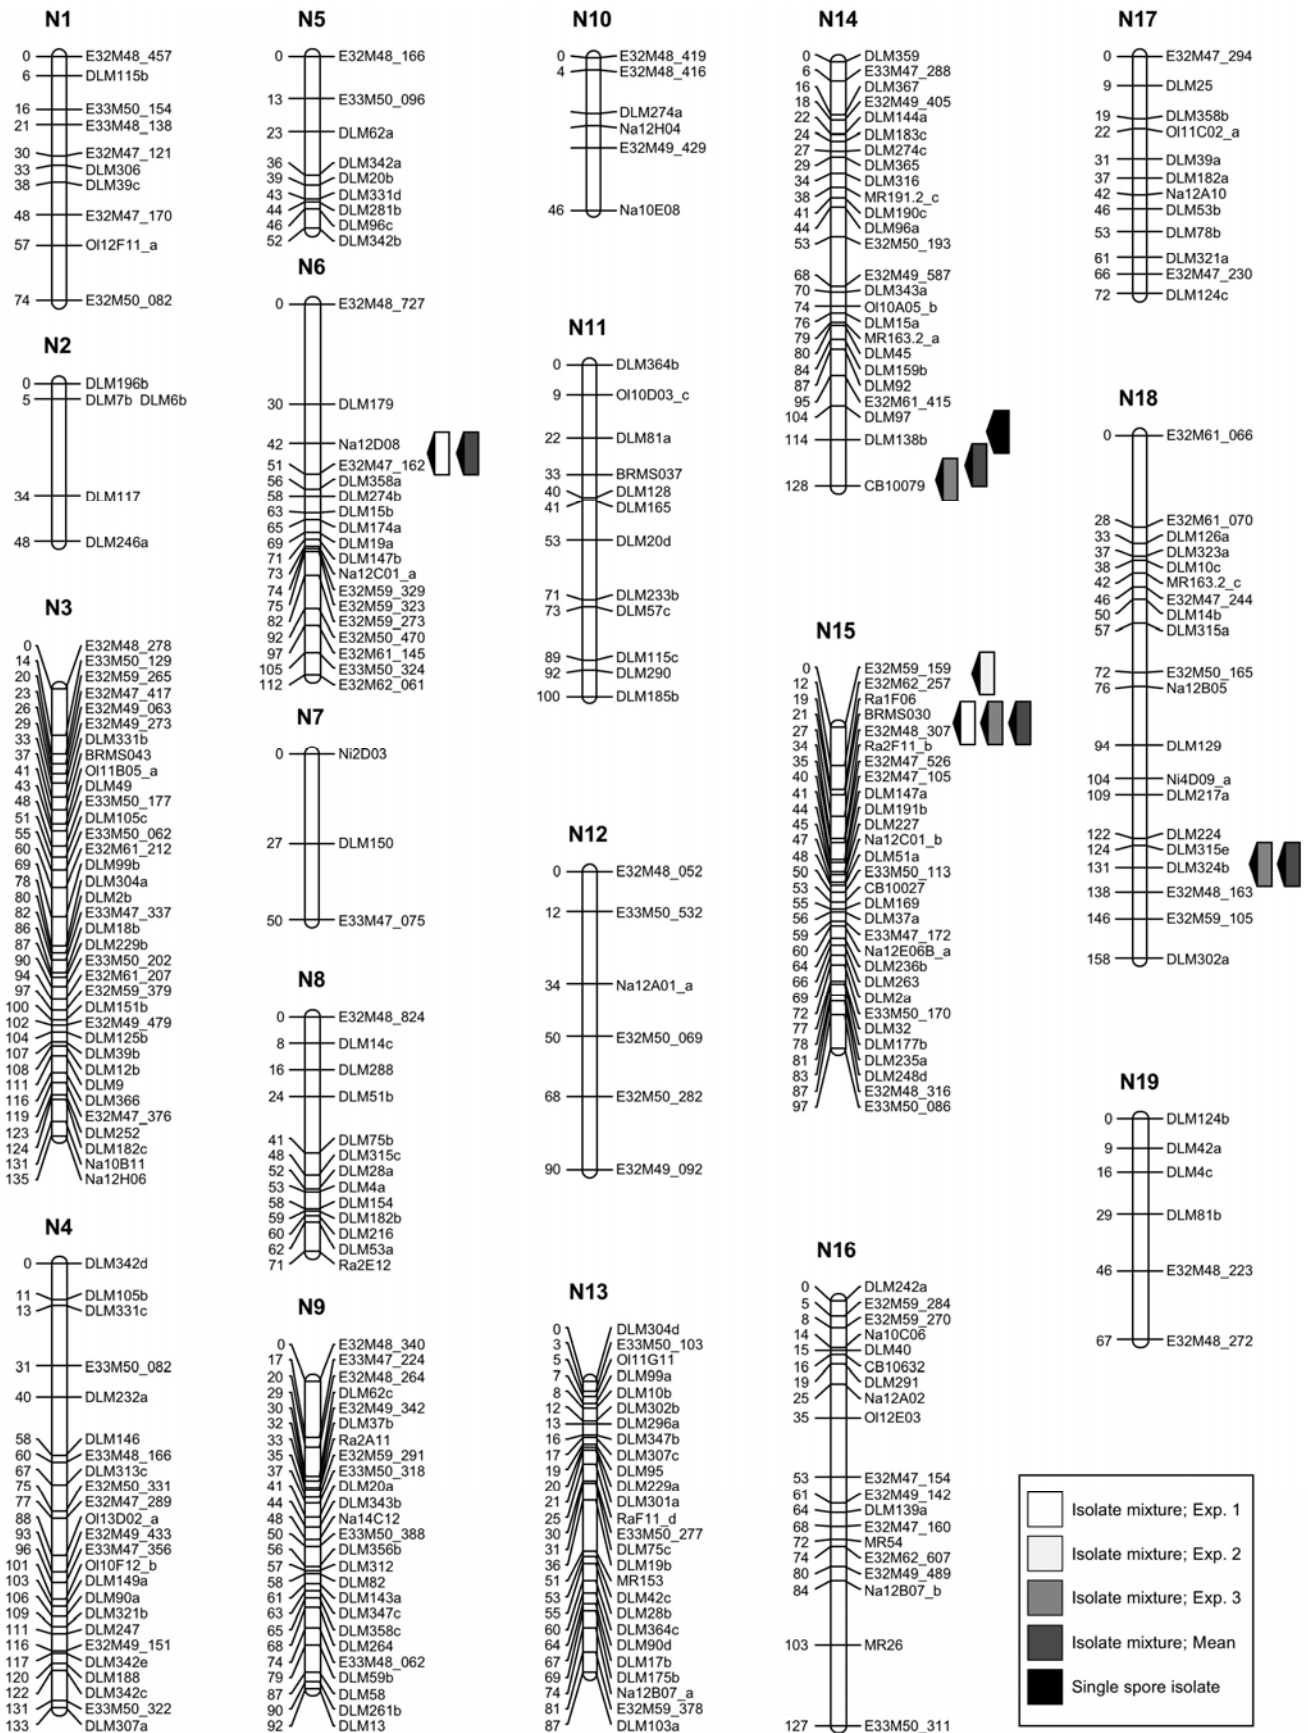 N1
0 E32M48_457
6 DLM115b
16 E33M50_154
21 E33M48_138
30 E32M47_121
33 DLM306
38 DLM39c
48 E32M47_170
57 Ol12F11_a
74 E32M50_082
N2
0 DLM196b
5 DLM7b DLM6b
34 DLM117
48 DLM246a
N3
0 E32M48_278
14 E33M50_129
20 E32M59_265
23 E32M47_417
26 E32M49_063
29 E32M49_273
33 DLM331b
37 BRMS043
41 Ol11B05_a
43 DLM49
48 E33M50_177
51 DLM105c
55 E33M50_062
60 E32M61_212
69 DLM99b
78 DLM304a
80 DLM2b
82 E33M47_337
86 DLM18b
87 DLM229b
90 E33M50_202
94 E32M61_207
97 E32M59_379
100 DLM151b
102 E32M49_479
104 DLM125b
107 DLM39b
108 DLM12b
111 DLM9
116 DLM366
119 E32M47_376
123 DLM252
124 DLM182c
131 Na10B11
135 Na12H06
N4
0 DLM342d
11 DLM105b
13 DLM331c
31 E33M50_082
40 DLM232a
58 DLM146
60 E33M48_166
67 DLM313c
75 E32M50_331
77 E32M47_289
88 Ol13D02_a
93 E32M49_433
96 E33M47_356
101 Ol10F12_b
103 DLM149a
106 DLM90a
109 DLM321b
111 DLM247
116 E32M49_151
117 DLM342e
120 DLM188
122 DLM342c
131 E33M50_322
133 DLM307a
N5
0 E32M48_166
13 E33M50_096
23 DLM62a
36 DLM342a
39 DLM20b
43 DLM331d
44 DLM281b
46 DLM96c
52 DLM342b
N6
0 E32M48_727
30 DLM179
42 Na12D08
51 E32M47_162
56 DLM358a
58 DLM274b
63 DLM15b
65 DLM174a
69 DLM19a
71 DLM147b
73 Na12C01_a
74 E32M59_329
75 E32M59_323
82 E32M59_273
92 E32M50_470
97 E32M61_145
105 E33M50_324
112 E32M62_061
N7
0 Ni2D03
27 DLM150
50 E33M47_075
N8
0 E32M48_824
8 DLM14c
16 DLM288
24 DLM51b
41 DLM75b
48 DLM315c
52 DLM28a
53 DLM4a
58 DLM154
59 DLM182b
60 DLM216
62 DLM53a
71 Ra2E12
N9
0 E32M48_340
17 E33M47_224
20 E32M48_264
29 DLM62c
30 E32M49_342
32 DLM37b
33 Ra2A11
35 E32M59_291
37 E33M50_318
41 DLM20a
44 DLM343b
48 Na14C12
50 E33M50_388
56 DLM356b
57 DLM312
58 DLM82
61 DLM143a
63 DLM347c
65 DLM358c
68 DLM264
74 E33M48_062
79 DLM59b
87 DLM58
90 DLM261b
92 DLM13
N10
0 E32M48_419
4 E32M48_416
DLM274a
Na12H04
E32M49_429
46 Na10E08
N11
0 DLM364b
9 Ol10D03_c
22 DLM81a
33 BRMS037
40 DLM128
41 DLM165
53 DLM20d
71 DLM233b
73 DLM57c
89 DLM115c
92 DLM290
100 DLM185b
N12
0 E32M48_052
12 E33M50_532
34 Na12A01_a
50 E32M50_069
68 E32M50_282
90 E32M49_092
N13
0 DLM304d
3 E33M50_103
5 Ol11G11
7 DLM99a
8 DLM10b
12 DLM302b
13 DLM296a
16 DLM347b
17 DLM307c
19 DLM95
20 DLM229a
21 DLM301a
25 RaF11_d
30 E33M50_277
31 DLM75c
36 DLM19b
51 MR153
53 DLM42c
55 DLM28b
60 DLM364c
64 DLM90d
67 DLM17b
69 DLM175b
74 Na12B07_a
81 E32M59_378
87 DLM103a
N14
0 DLM359
6 E33M47_288
16 DLM367
18 E32M49_405
22 DLM144a
24 DLM183c
27 DLM274c
29 DLM365
34 DLM316
38 MR191.2_c
41 DLM190c
44 DLM96a
53 E32M50_193
68 E32M49_587
70 DLM343a
74 Ol10A05_b
76 DLM15a
79 MR163.2_a
80 DLM45
84 DLM159b
87 DLM92
95 E32M61_415
104 DLM97
114 DLM138b
128 CB10079
N15
0 E32M59_159
12 E32M62_257
19 Ra1F06
21 BRMS030
27 E32M48_307
34 Ra2F11_b
35 E32M47_526
40 E32M47_105
41 DLM147a
44 DLM191b
45 DLM227
47 Na12C01_b
48 DLM51a
50 E33M50_113
53 CB10027
55 DLM169
56 DLM37a
59 E33M47_172
60 Na12E06B_a
64 DLM236b
66 DLM263
69 DLM2a
72 E33M50_170
77 DLM32
78 DLM177b
81 DLM235a
83 DLM248d
87 E32M48_316
97 E33M50_086
N16
0 DLM242a
5 E32M59_284
8 E32M59_270
14 Na10C06
15 DLM40
16 CB10632
19 DLM291
25 Na12A02
35 Ol12E03
53 E32M47_154
61 E32M49_142
64 DLM139a
68 E32M47_160
72 MR54
74 E32M62_607
80 E32M49_489
84 Na12B07_b
103 MR26
127 E33M50_311
N17
0 E32M47_294
9 DLM25
19 DLM358b
22 Ol11C02_a
31 DLM39a
37 DLM182a
42 Na12A10
46 DLM53b
53 DLM78b
61 DLM321a
66 E32M47_230
72 DLM124c
N18
0 E32M61_066
28 E32M61_070
33 DLM126a
37 DLM323a
38 DLM10c
42 MR163.2_c
46 E32M47_244
50 DLM14b
57 DLM315a
72 E32M50_165
76 Na12B05
94 DLM129
104 Ni4D09_a
109 DLM217a
122 DLM224
124 DLM315e
131 DLM324b
138 E32M48_163
146 E32M59_105
158 DLM302a
N19
0 DLM124b
9 DLM42a
16 DLM4c
29 DLM81b
46 E32M48_223
67 E32M48_272
Isolate mixture; Exp. 1
Isolate mixture; Exp. 2
Isolate mixture; Exp. 3
Isolate mixture; Mean
Single spore isolate